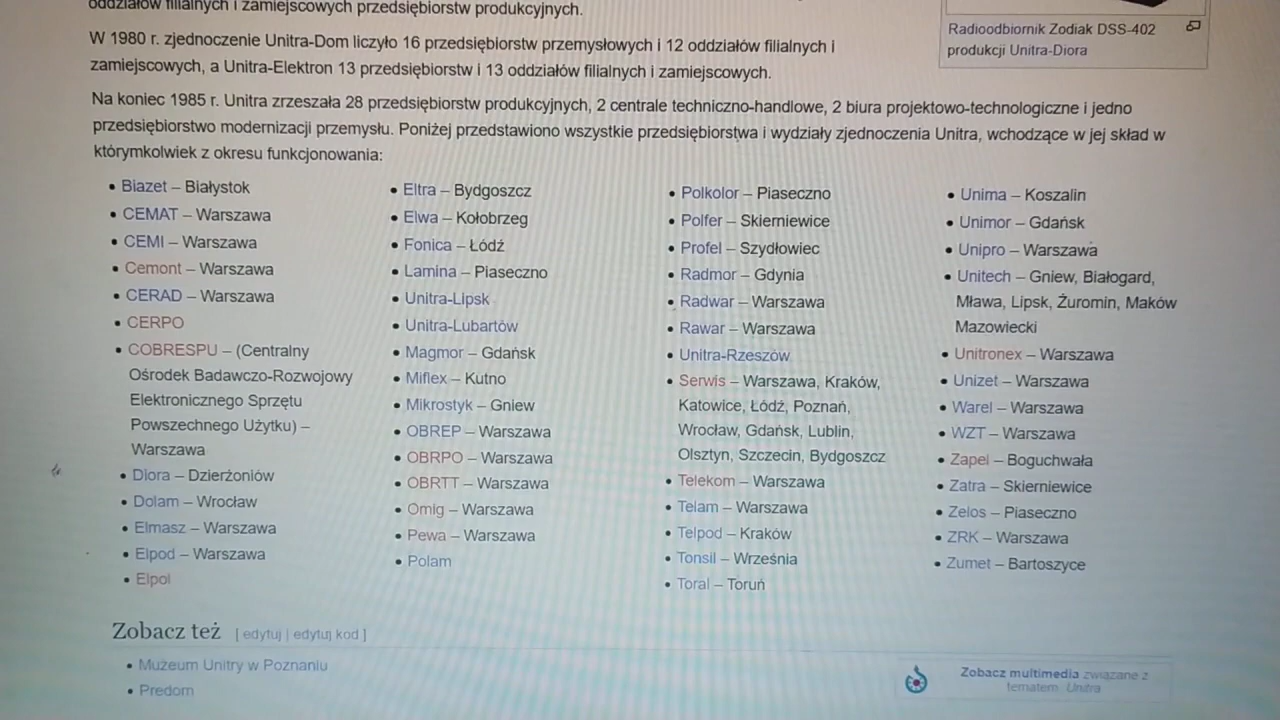 oddziałów filialnych i zamiejscowych przedsiębiorstw produkcyjnych.
W 1980 r. zjednoczenie Unitra-Dom liczyło 16 przedsiębiorstw przemysłowych i 12 oddziałów filialnych i
zamiejscowych, a Unitra-Elektron 13 przedsiębiorstw i 13 oddziałów filialnych i zamiejscowych.
Radioodbiornik Zodiak DSS-402
produkcji Unitra-Diora
Na koniec 1985 r. Unitra zrzeszała 28 przedsiębiorstw produkcyjnych, 2 centrale techniczno-handlowe, 2 biura projektowo-technologiczne i jedno
przedsiębiorstwo modernizacji przemysłu. Poniżej przedstawiono wszystkie przedsiębiorstwa i wydziały zjednoczenia Unitra, wchodzące w jej skład w
którymkolwiek z okresu funkcjonowania:
• Biazet – Białystok
• CEMAT – Warszawa
• CEMI – Warszawa
• Cemont – Warszawa
• CERAD – Warszawa
• CERPO
• COBRESPU – (Centralny
Ośrodek Badawczo-Rozwojowy
Elektronicznego Sprzętu
Powszechnego Użytku) –
Warszawa
• Diora – Dzierżoniów
• Dolam – Wrocław
• Elmasz – Warszawa
• Elpod – Warszawa
• Elpol
• Eltra – Bydgoszcz
• Elwa – Kołobrzeg
• Fonica – Łódź
• Lamina – Piaseczno
• Unitra-Lipsk
• Unitra-Lubartów
• Magmor – Gdańsk
• Miflex – Kutno
• Mikrostyk – Gniew
• OBREP – Warszawa
• OBRPO – Warszawa
• OBRTT – Warszawa
• Omig – Warszawa
• Pewa – Warszawa
• Polam
• Polkolor – Piaseczno
• Polfer – Skierniewice
• Profel – Szydłowiec
• Radmor – Gdynia
• Radwar – Warszawa
• Rawar – Warszawa
• Unitra-Rzeszów
• Serwis – Warszawa, Kraków,
Katowice, Łódź, Poznań,
Wrocław, Gdańsk, Lublin,
Olsztyn, Szczecin, Bydgoszcz
• Telekom – Warszawa
• Telam – Warszawa
• Telpod – Kraków
• Tonsil – Września
• Toral – Toruń
• Unima – Koszalin
• Unimor – Gdańsk
• Unipro – Warszawa
• Unitech – Gniew, Białogard,
Mława, Lipsk, Żuromin, Maków
Mazowiecki
• Unitronex – Warszawa
• Unizet – Warszawa
• Warel – Warszawa
• WZT – Warszawa
• Zapel – Boguchwała
• Zatra – Skierniewice
• Zelos – Piaseczno
• ZRK – Warszawa
• Zumet – Bartoszyce
Zobacz też [ edytuj | edytuj kod ]
• Muzeum Unitry w Poznaniu
• Predom
Zobacz multimedia związane z
tematem Unitra